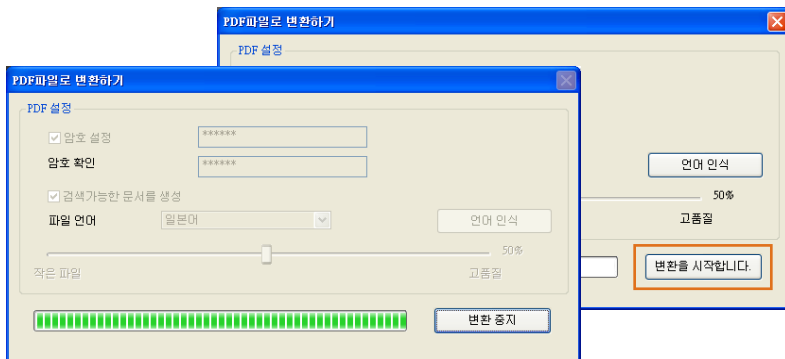 PDF파일로 변환하기
PDF 설정
언어 인식
50%
고품질
변환을 시작합니다.
PDF파일로 변환하기
PDF 설정
암호 설정
******
암호 확인
******
검색가능한 문서를 생성
파일 언어
일본어
언어 인식
50%
작은 파일
고품질
변환 중지